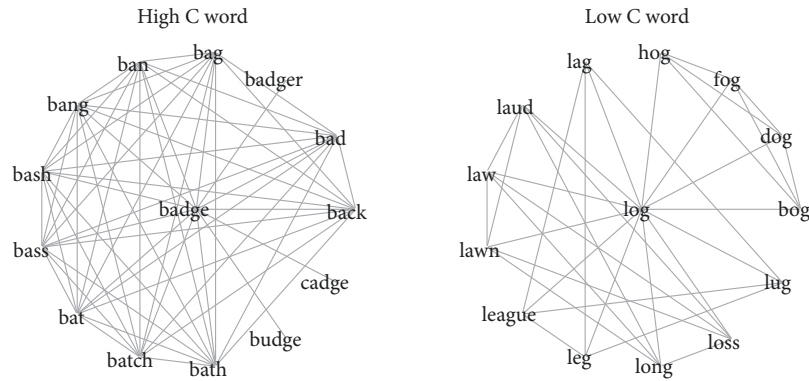 High C word
bag
ban
badger
bang
bad
bash
badge
back
bass
cadge
bat
budge
batch
bath
Low C word
hog
lag
fog
laud
dog
law
log
bog
lawn
lug
league
loss
leg
long